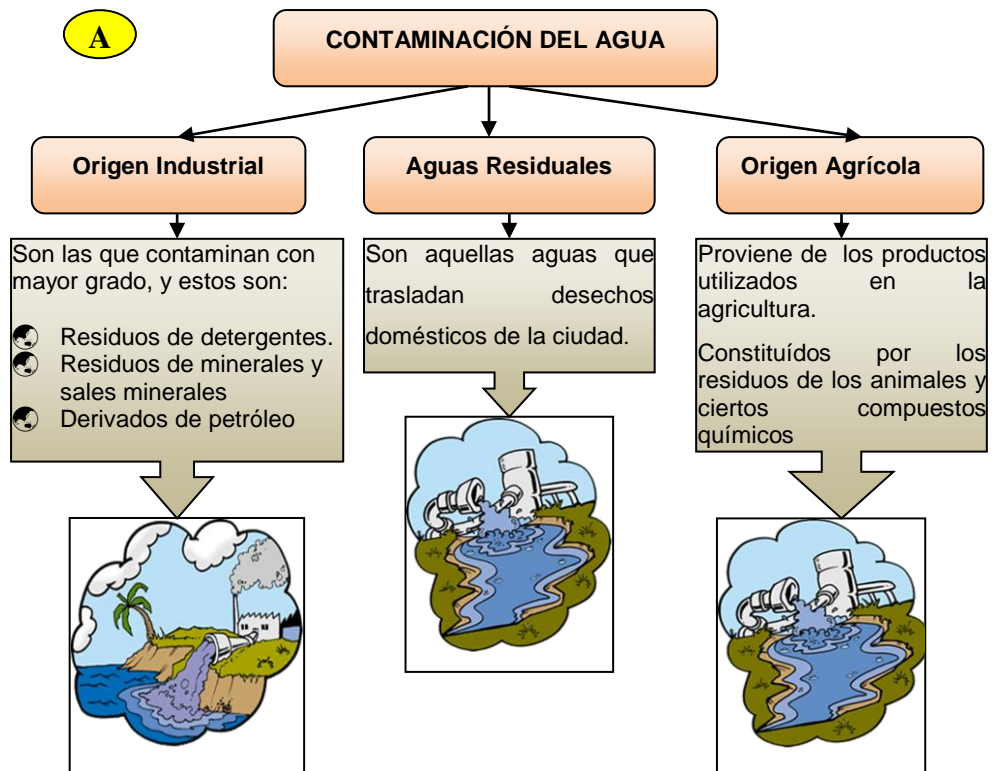 A
CONTAMINACIÓN DEL AGUA
Origen Industrial
Son las que contaminan con
mayor grado, y estos son:
Residuos de detergentes.
Residuos de minerales y
sales minerales
Derivados de petróleo
Aguas Residuales
Son aquellas aguas que
trasladan desechos
domésticos de la ciudad.
Origen Agrícola
Proviene de los productos
utilizados en la
agricultura.
Constituídos por los
residuos de los animales y
ciertos compuestos
químicos